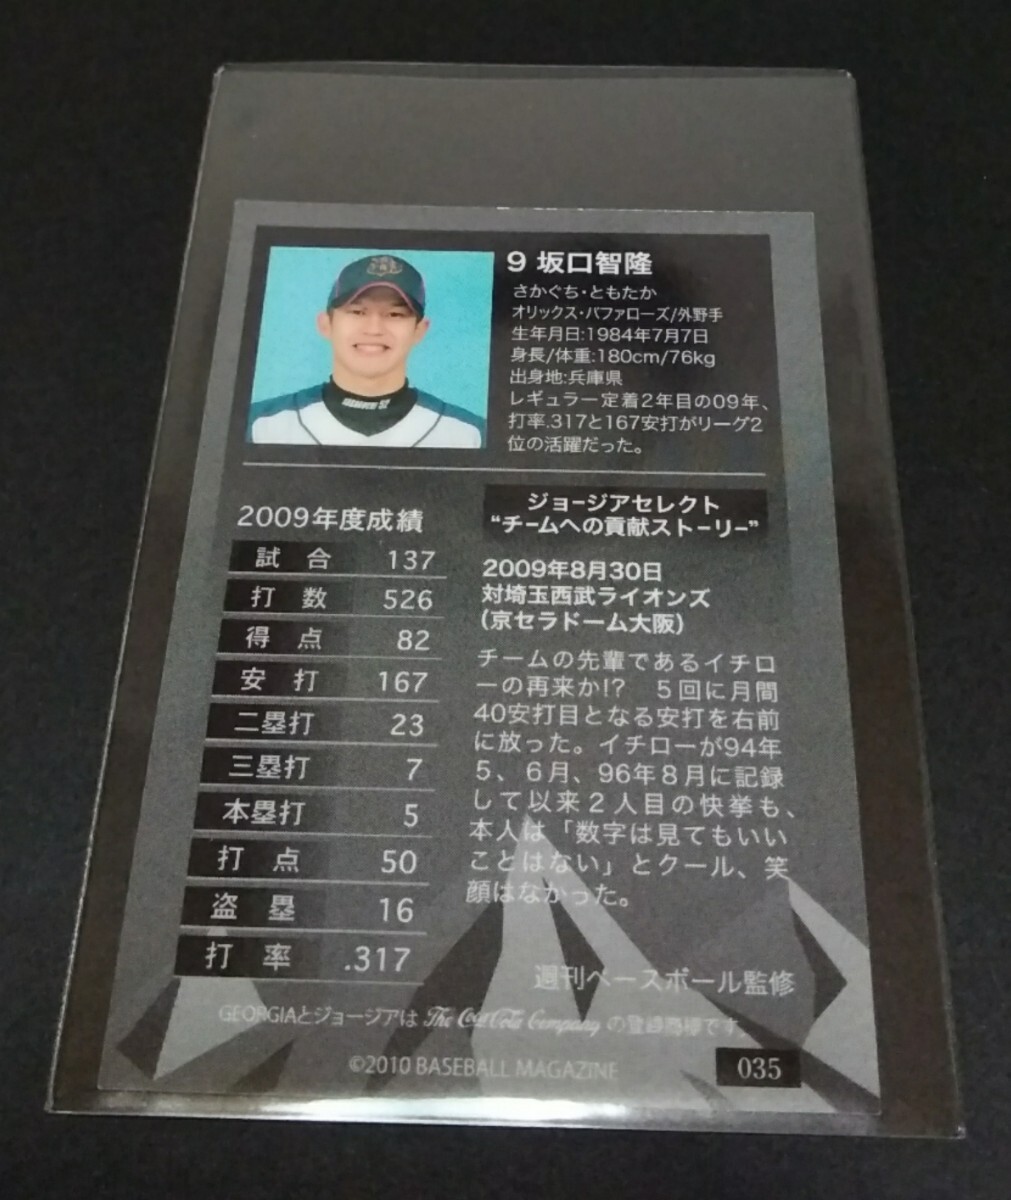 9 坂口智隆
さかぐち・ともたか
オリックス・バファローズ/外野手
生年月日:1984年7月7日
身長/体重:180cm/76kg
出身地:兵庫県
レギュラー定着2年目の09年、
打率.317と167安打がリーグ2
位の活躍だった。
2009年度成績
試合 137
打数 526
得点 82
安打 167
二塁打 23
三塁打 7
本塁打 5
打点 50
盗塁 16
打率 .317
ジョージアセレクト
“チームへの貢献ストーリー”
2009年8月30日
対埼玉西武ライオンズ
(京セラドーム大阪)
チームの先輩であるイチロ
ーの再来か!? 5回に月間
40安打目となる安打を右前
に放った。イチローが94年
5、6月、96年8月に記録
して以来2人目の快挙も、
本人は「数字は見てもいい
ことはない」とクール、笑
顔はなかった。
週刊ベースボール監修
GEORGIAとジョージアは The Coca-Cola Company の登録商標です
©2010 BASEBALL MAGAZINE
035